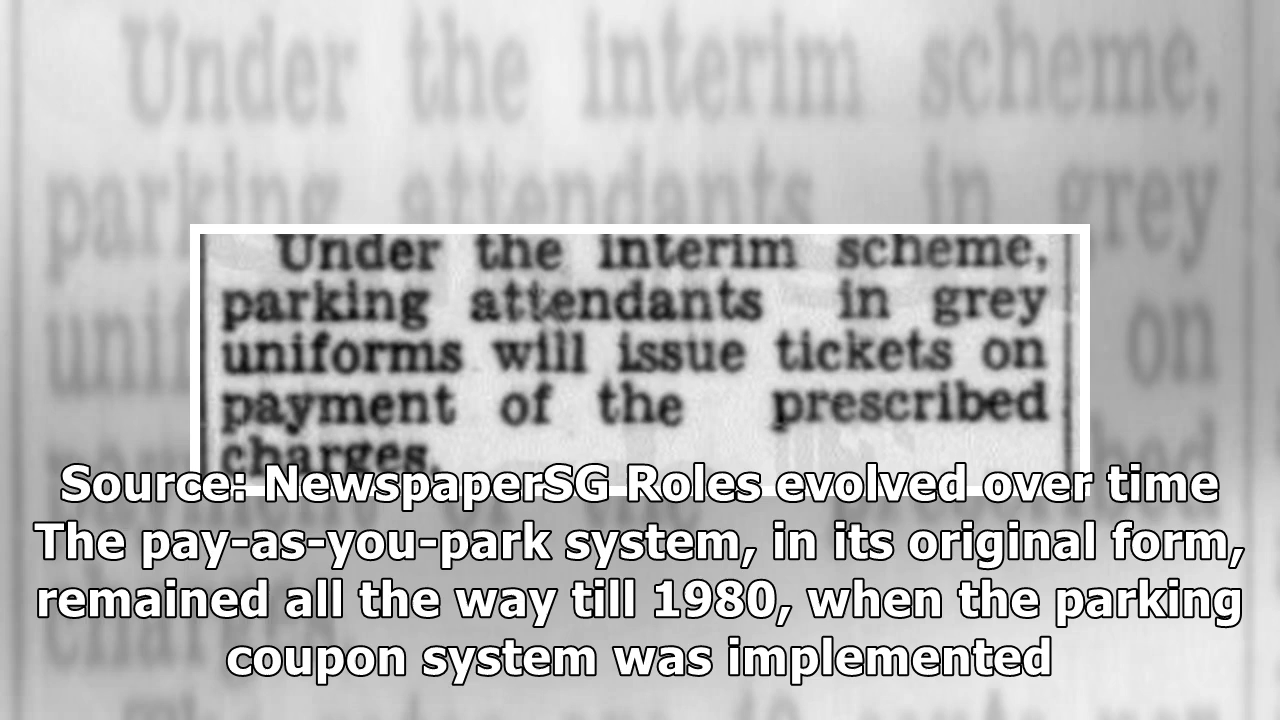 Under the interim scheme,
parking attendants in grey
uniforms will issue tickets on
payment of the prescribed
charges.
Source: NewspaperSG Roles evolved over time
The pay-as-you-park system, in its original form,
remained all the way till 1980, when the parking
coupon system was implemented